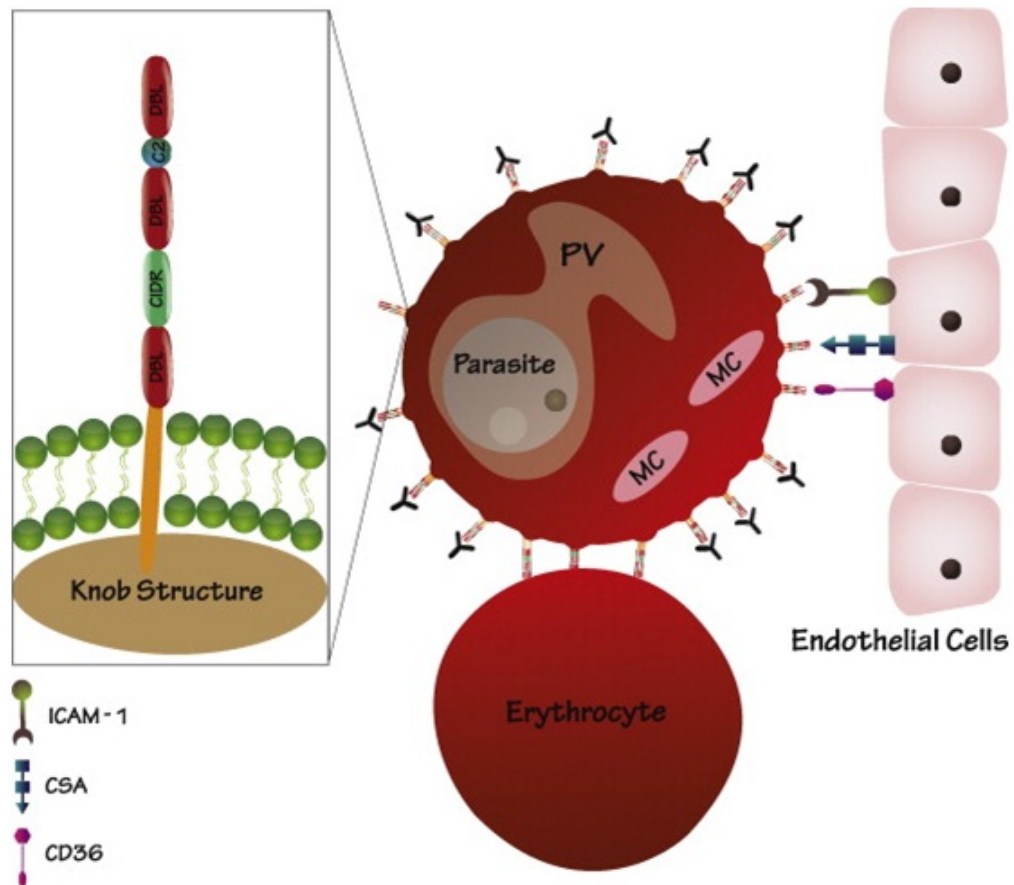 DBL
C2
DBL
CIDR
DBL
Knob Structure
PV
Parasite
MC
MC
Erythrocyte
Endothelial Cells
ICAM - 1
CSA
CD36